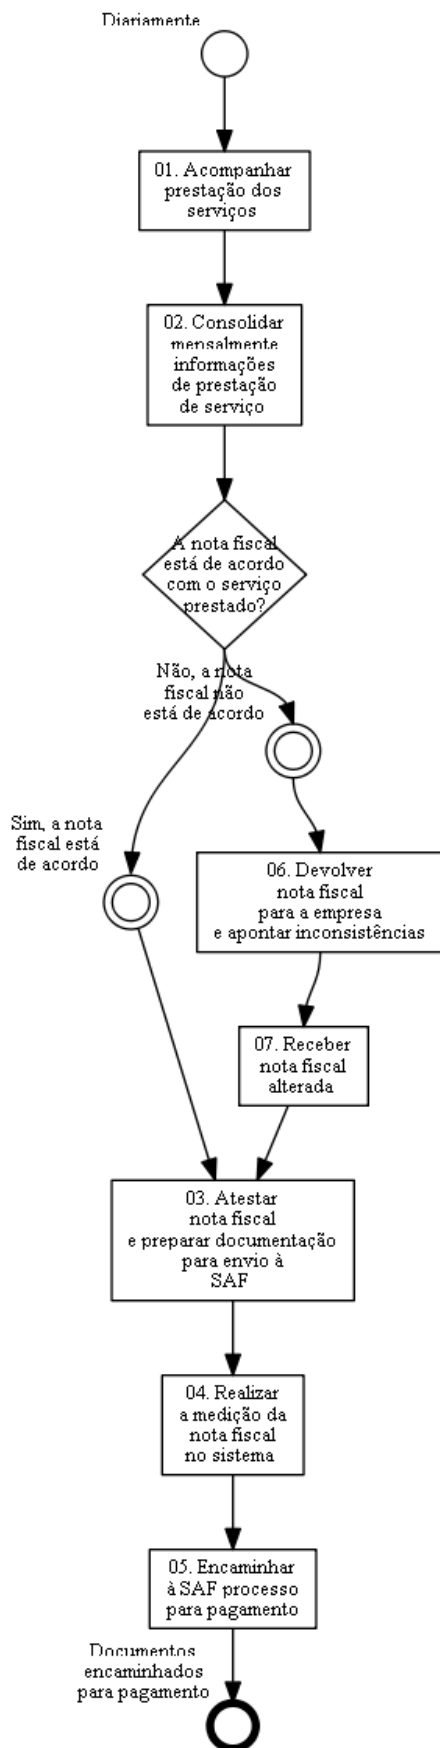 Diariamente
01. Acompanhar
prestação dos
serviços
02. Consolidar
mensalmente
informações
de prestação
de serviço
A nota fiscal
está de acordo
com o serviço
prestado?
Não, a nota
fiscal não
está de acordo
Sim, a nota
fiscal está
de acordo
06. Devolver
nota fiscal
para a empresa
e apontar inconsistências
07. Receber
nota fiscal
alterada
03. Atestar
nota fiscal
e preparar documentação
para envio à
SAF
04. Realizar
a medição da
nota fiscal
no sistema
05. Encaminhar
à SAF processo
para pagamento
Documentos
encaminhados
para pagamento